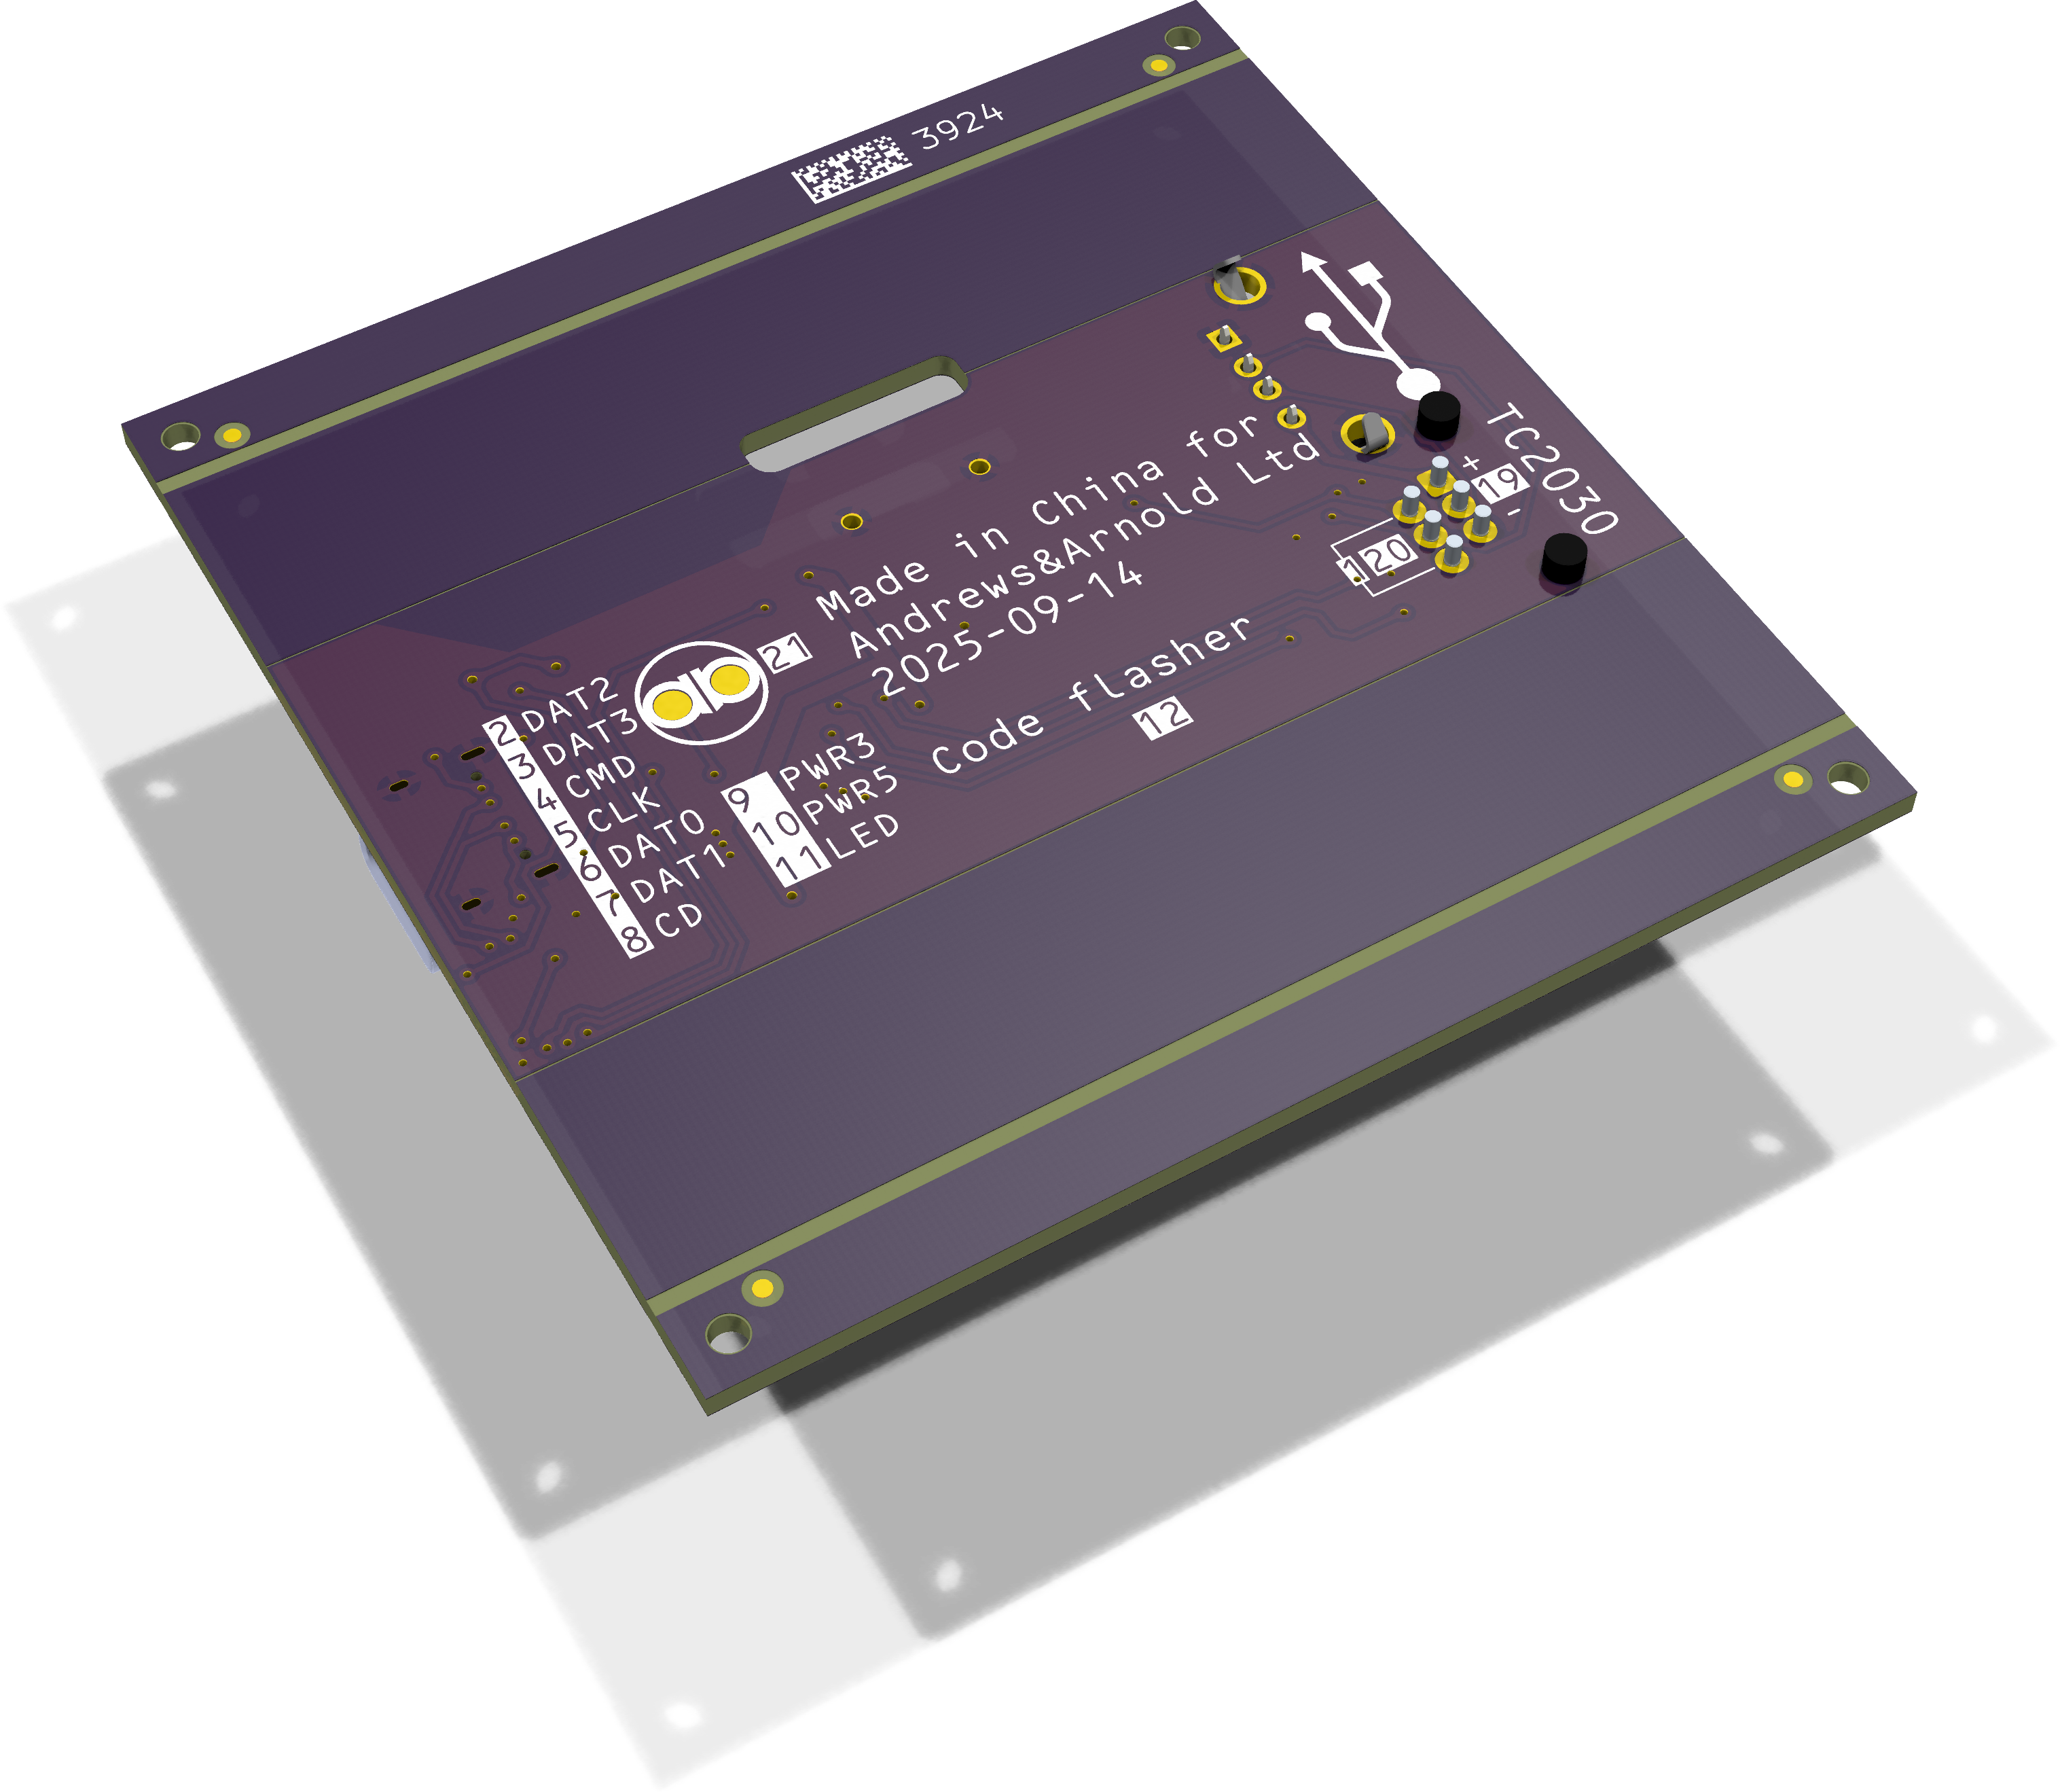 3924
TC2030
+
19
-
1 20
Made in China for
Andrews&Arnold Ltd
2025-09-14
Code flasher
12
21
2 DAT2
3 DAT3
4 CMD
5 CLK
6 DAT0
7 DAT1
8 CD
9 PWR3
10 PWR5
11 LED